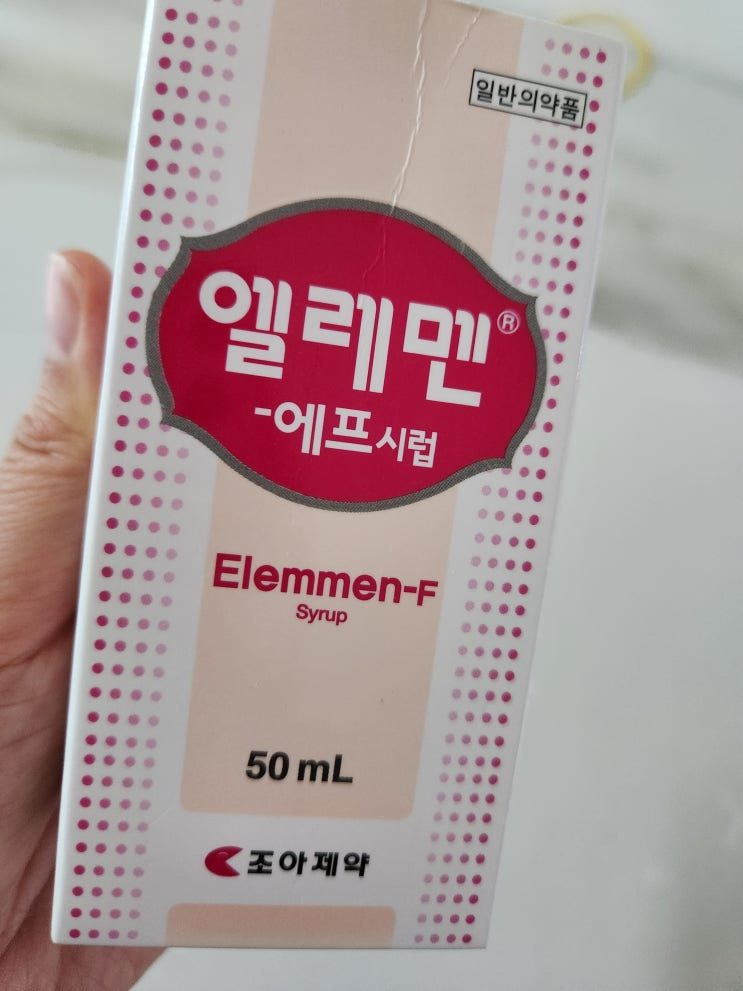 일반의약품
엘레멘®
-에프 시럽
Elemmen-F
Syrup
50 mL
조아제약